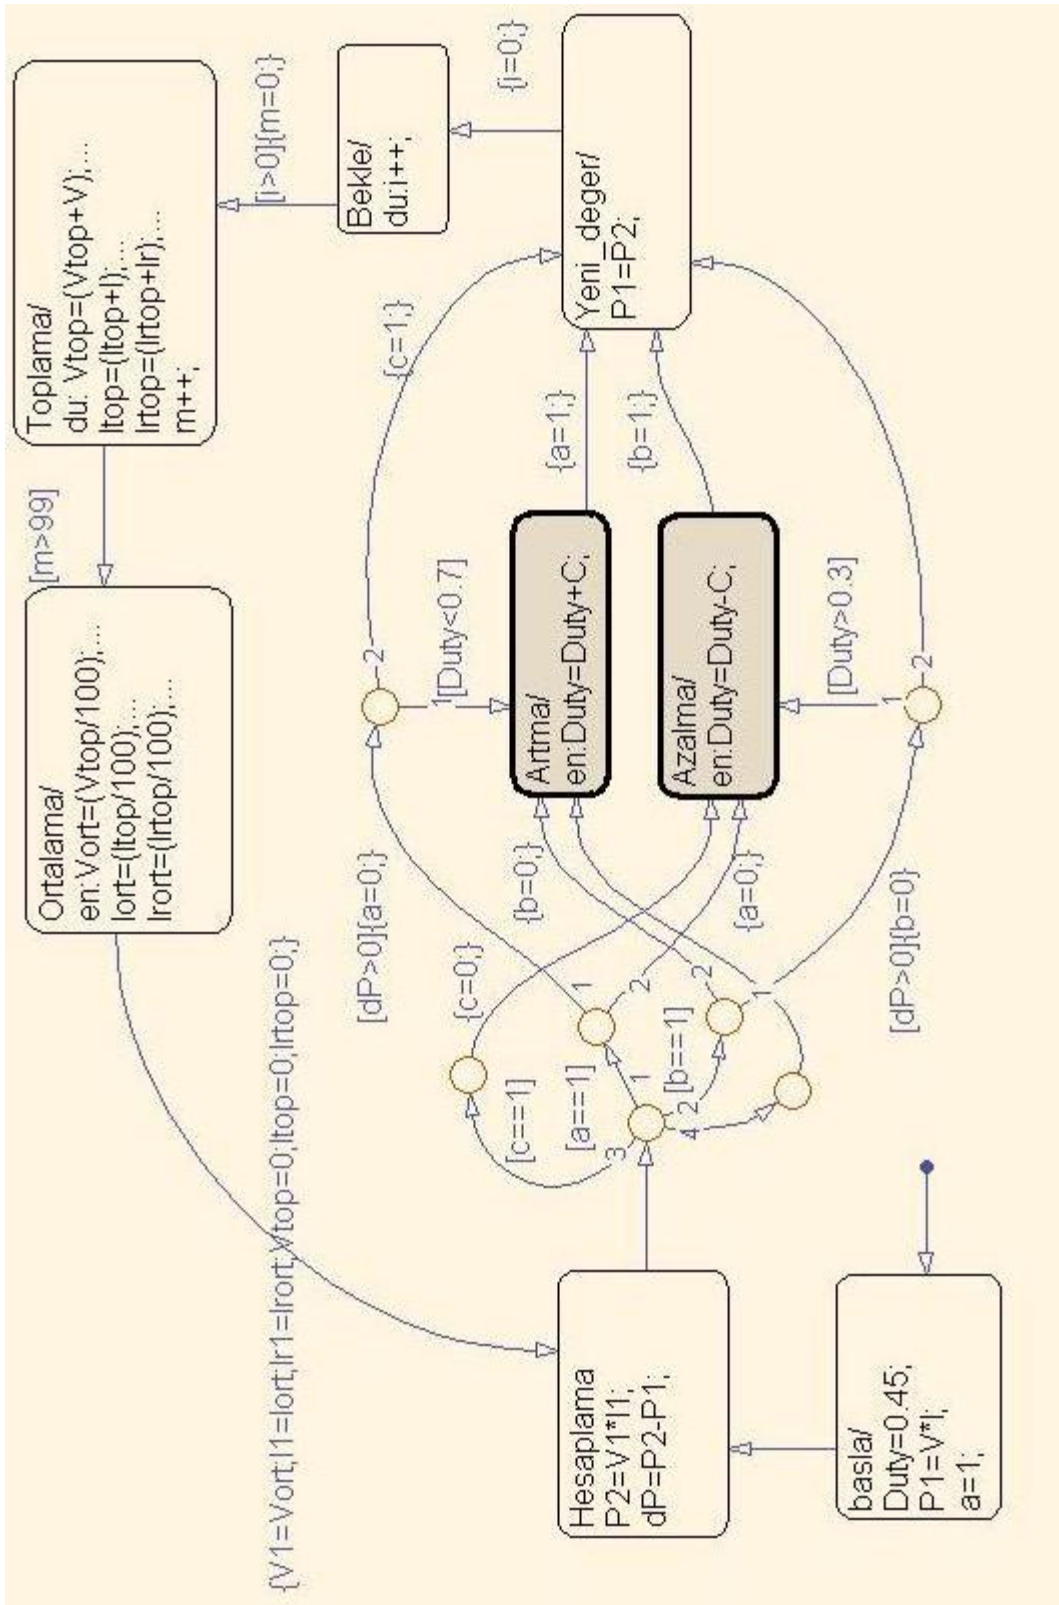 basla/
Duty=0.45;
P1=V*I;
a=1;
Hesaplama
P2=V1*I1;
dP=P2-P1;
{V1=Vort;I1=Iort;Ir1=Irort;Vtop=0;Itop=0;Irtop=0;}
3
[c==1]
[a==1]
1
2
[b==1]
4
{c=0;}
1
2
2
1
[dP>0]{a=0;}
{b=0;}
{a=0;}
[dP>0]{b=0}
Ortalama/
en:Vort=(Vtop/100);...
Iort=(Itop/100);...
Irort=(Irtop/100);...
2
1
[Duty<0.7]
Artma/
en:Duty=Duty+C;
Azalma/
en:Duty=Duty-C;
[Duty>0.3]
1
2
[m>99]
{c=1;}
{a=1;}
{b=1;}
Toplama/
du: Vtop=(Vtop+V);...
Itop=(Itop+I);...
Irtop=(Irtop+Ir);...
m++;
[i>0]{m=0;}
Bekle/
du:i++;
{i=0;}
Yeni_deger/
P1=P2;